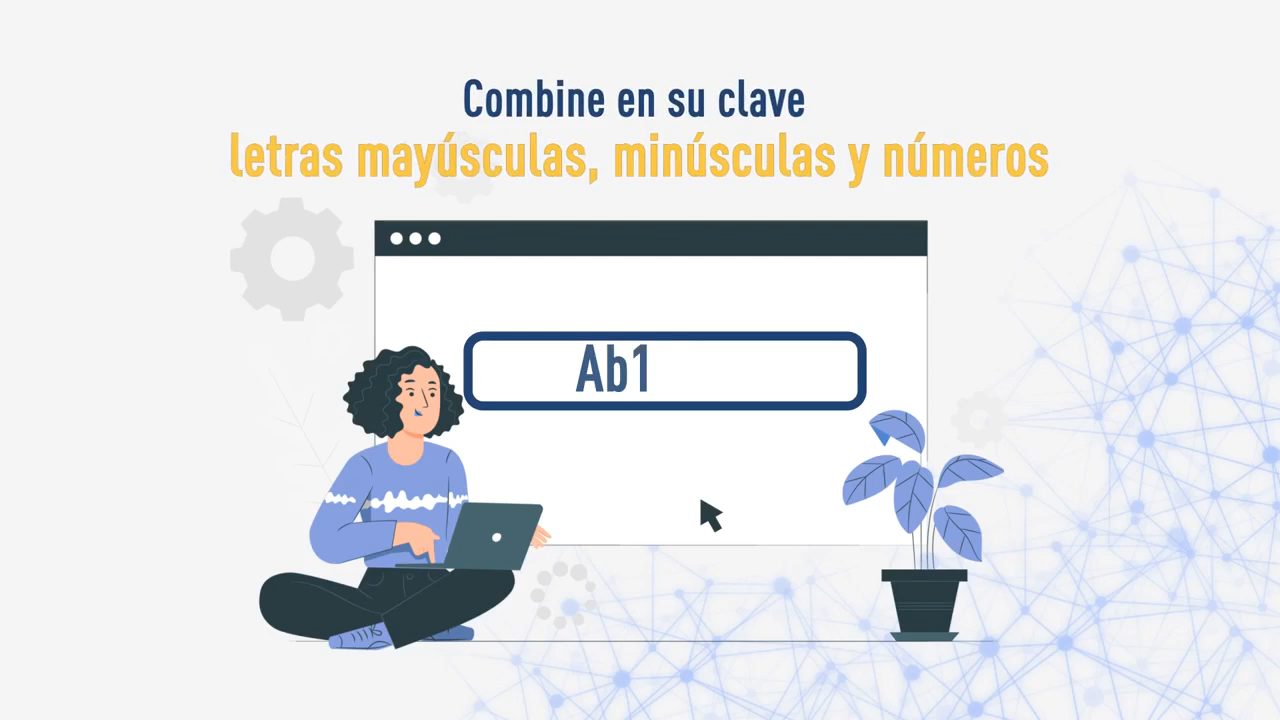 Combine en su clave
letras mayúsculas, minúsculas y números
Ab1